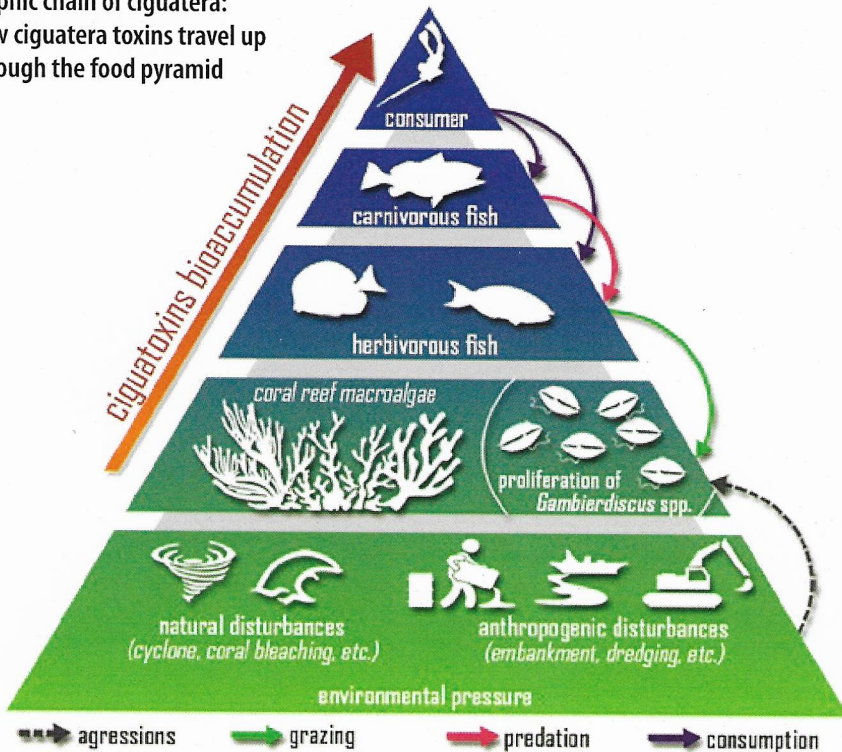 phic chain of ciguatera:
w ciguatera toxins travel up
ough the food pyramid
ciguatoxins bioaccumulation
consumer
carnivorous fish
herbivorous fish
coral reef macroalgae
proliferation of
Gambierdiscus spp.
natural disturbances
(cyclone, coral bleaching, etc.)
anthropogenic disturbances
(embankment, dredging, etc.)
environmental pressure
agressions
grazing
predation
consumption